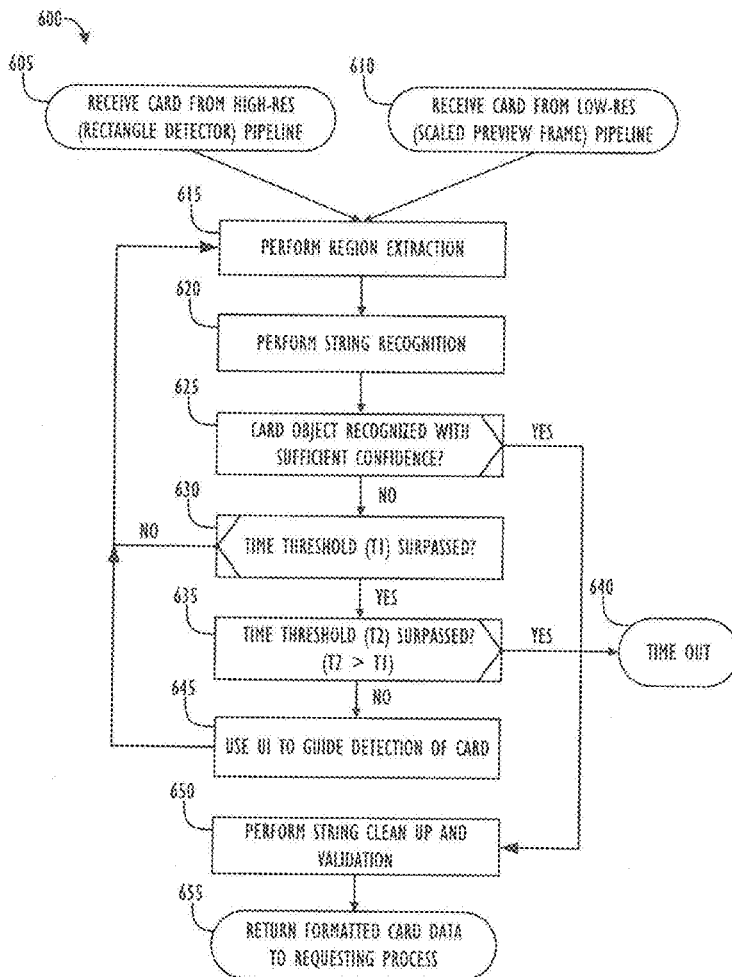 600
605
610
RECEIVE CARD FROM HIGH-RES
(RECTANGLE DETECTOR) PIPELINE
RECEIVE CARD FROM LOW-RES
(SCALED PREVIEW FRAME) PIPELINE
615
PERFORM REGION EXTRACTION
620
PERFORM STRING RECOGNITION
625
CARD OBJECT RECOGNIZED WITH
SUFFICIENT CONFIDENCE?
YES
NO
630
NO
TIME THRESHOLD (T1) SURPASSED?
YES
635
640
TIME THRESHOLD (T2) SURPASSED?
(T2 > T1)
YES
TIME OUT
NO
645
USE UI TO GUIDE DETECTION OF CARD
650
PERFORM STRING CLEAN UP AND
VALIDATION
655
RETURN FORMATTED CARD DATA
TO REQUESTING PROCESS